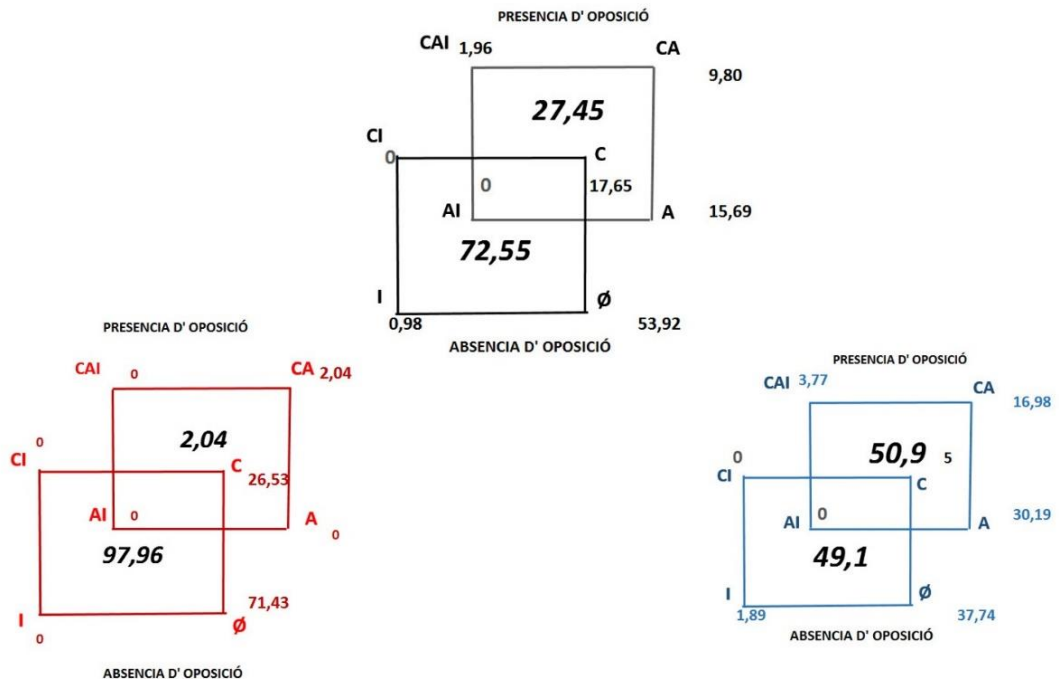 PRESENCIA D' OPOSICIÓ
CAI 1,96 CA
9,80
27,45
CI
0 C
0 17,65
AI A 15,69
72,55
I Ø
0,98 53,92
ABSENCIA D' OPOSICIÓ
PRESENCIA D' OPOSICIÓ
CAI 0 CA 2,04
2,04
0
CI C
26,53
AI 0 A
0
97,96
71,43
I Ø
0
ABSENCIA D' OPOSICIÓ
PRESENCIA D' OPOSICIÓ
CAI 3,77 CA
16,98
50,9 5
0
CI C
AI 0 A 30,19
49,1
I Ø
1,89 37,74
ABSENCIA D' OPOSICIÓ